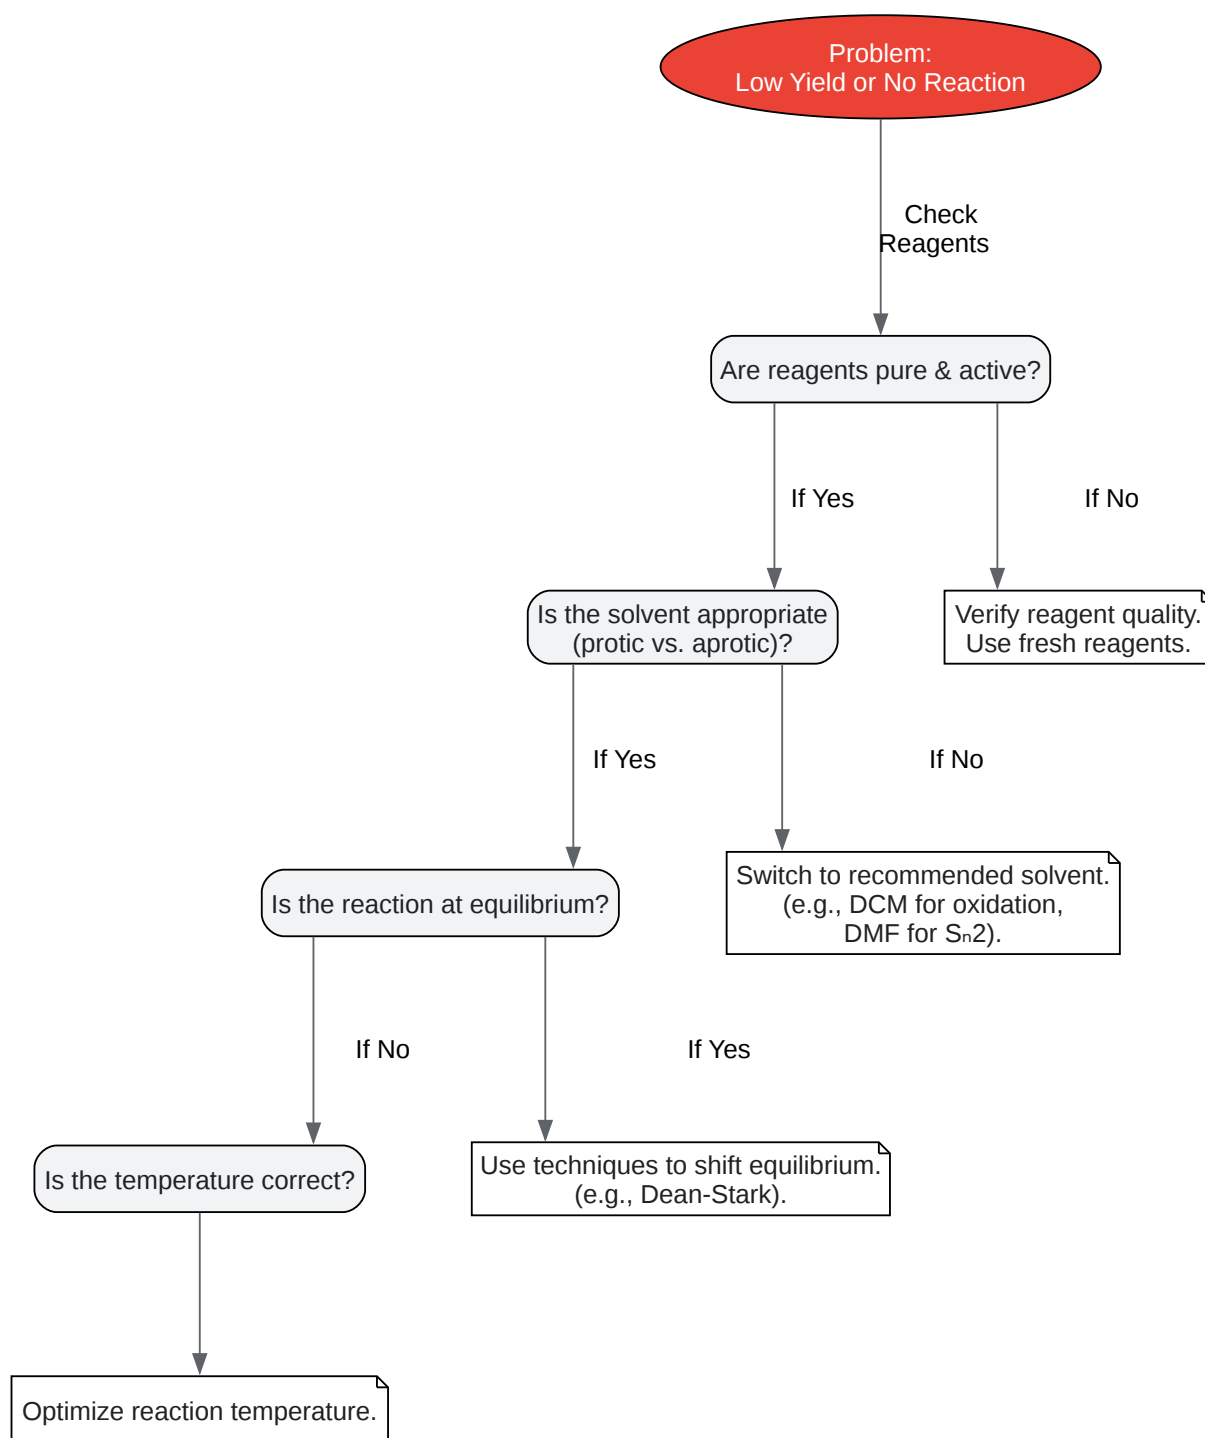 Problem:
Low Yield or No Reaction
Check
Reagents
Are reagents pure & active?
If Yes
If No
Is the solvent appropriate
(protic vs. aprotic)?
Verify reagent quality.
Use fresh reagents.
If Yes
If No
Is the reaction at equilibrium?
Switch to recommended solvent.
(e.g., DCM for oxidation,
DMF for Sₙ2).
If No
If Yes
Is the temperature correct?
Use techniques to shift equilibrium.
(e.g., Dean-Stark).
Optimize reaction temperature.